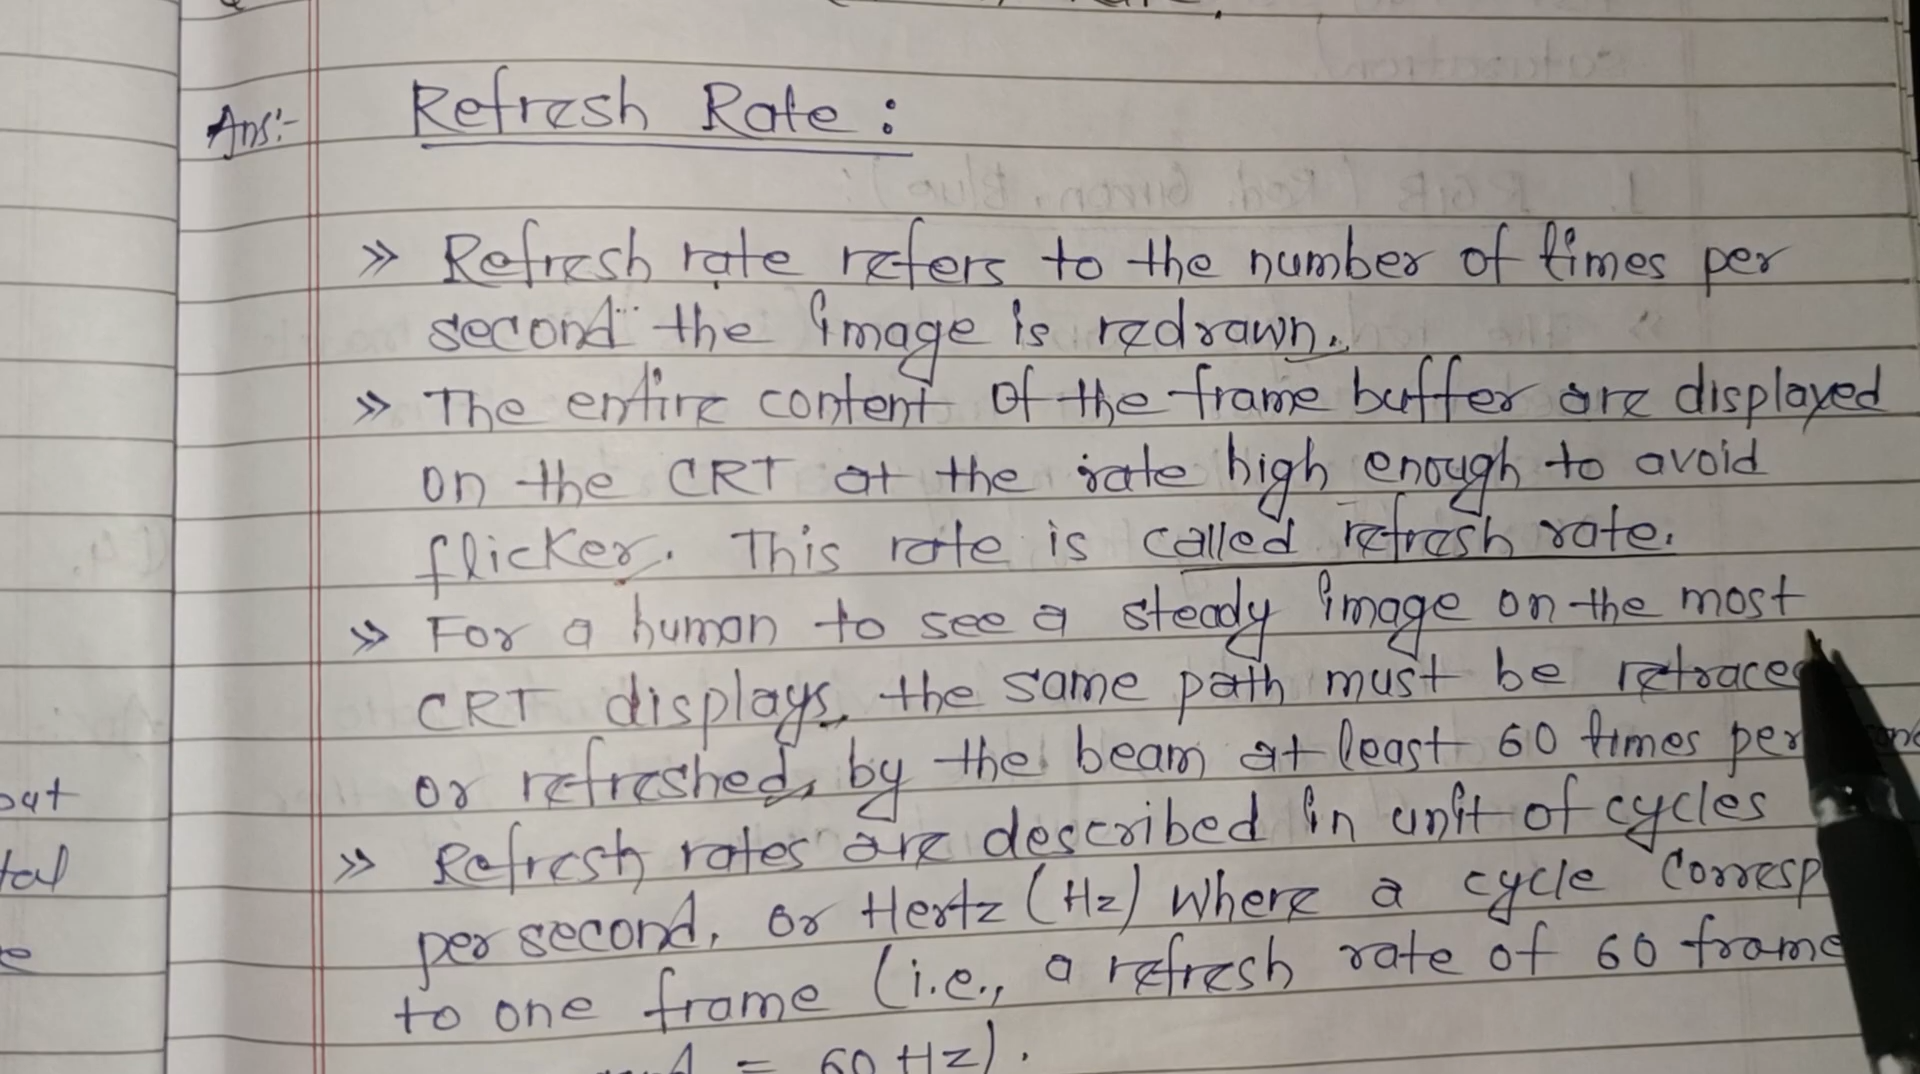 Ans:- Refresh Rate :
» Refresh rate refers to the number of times per
second the image is redrawn.
» The entire content of the frame buffer are displayed
on the CRT at the rate high enough to avoid
flicker. This rate is called refresh rate.
» For a human to see a steady image on the most
CRT displays, the same path must be retraced
or refreshed, by the beam at least 60 times per
» Refresh rates are described in unit of cycles
per second, or Hertz (Hz) where a cycle corresp
to one frame (i.e., a refresh rate of 60 frame
= 60 Hz).